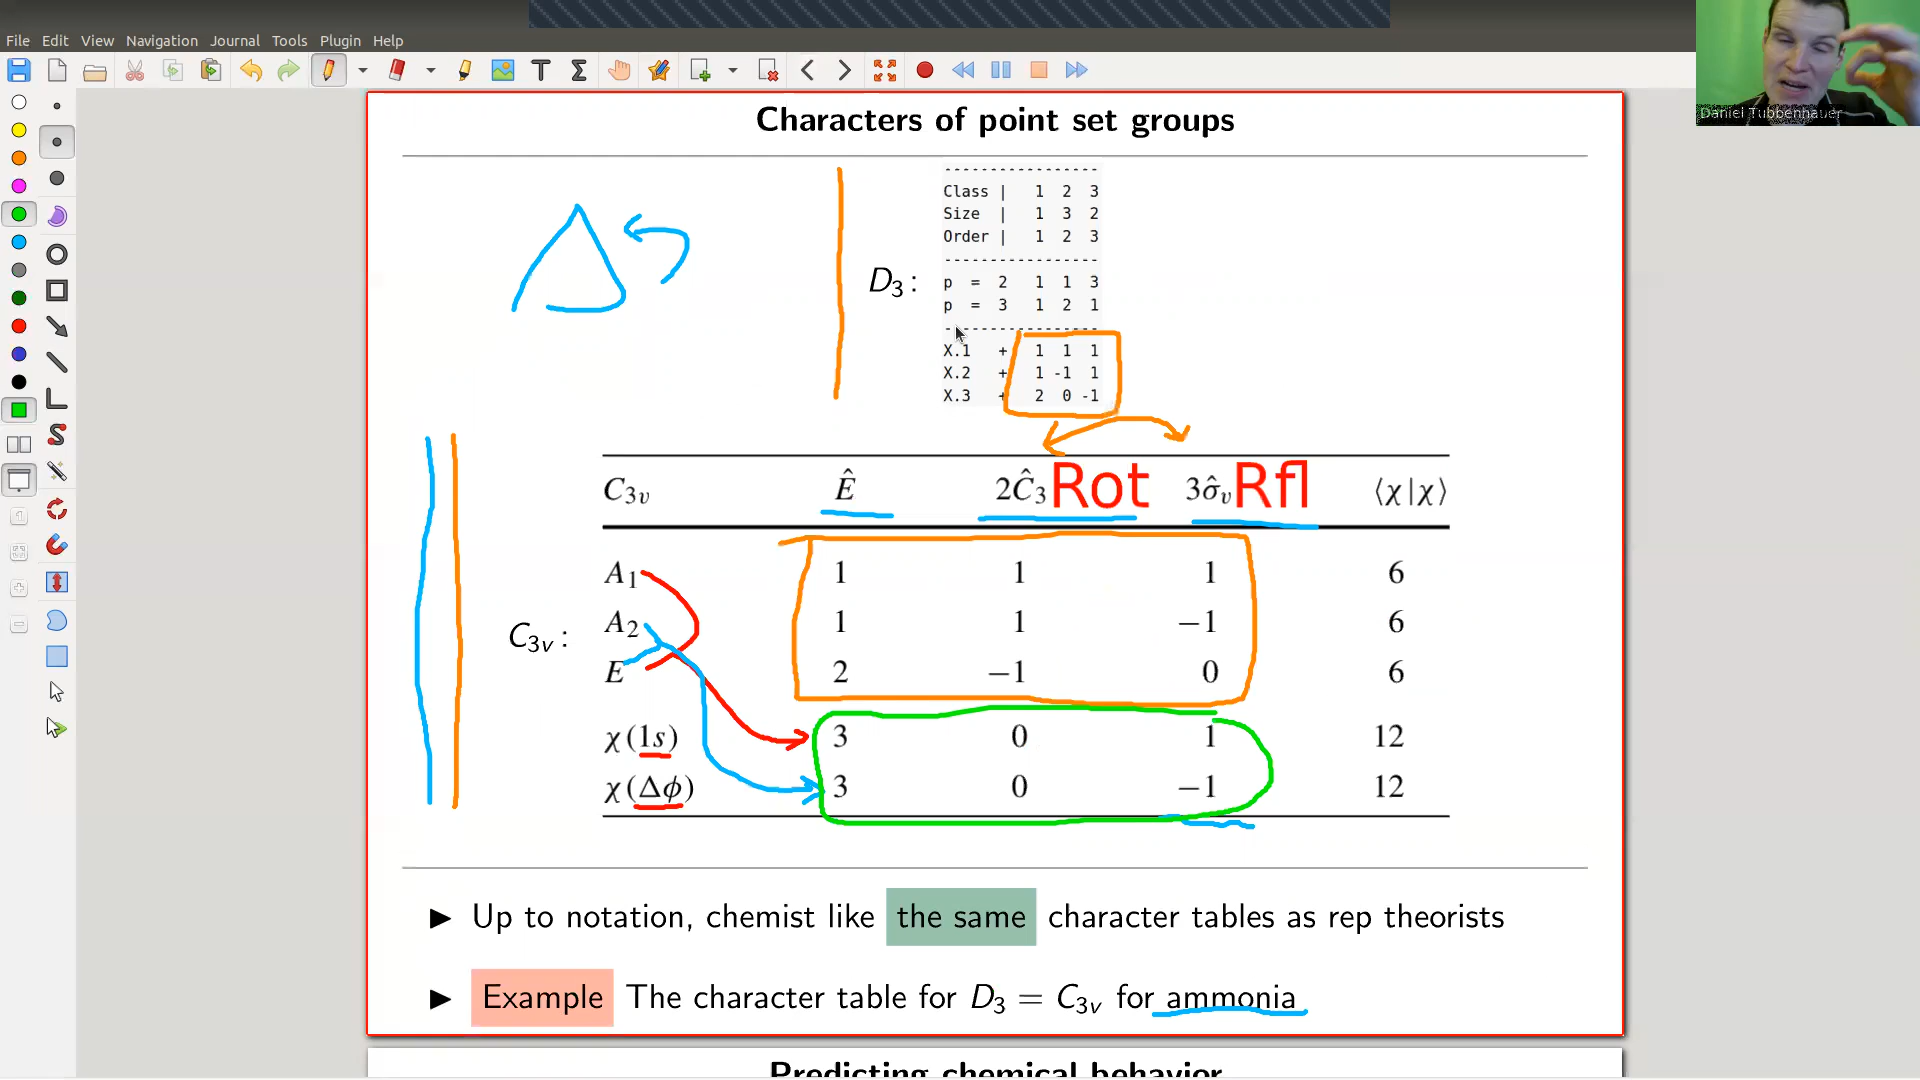 File Edit View Navigation Journal Tools Plugin Help
Daniel Tubbenhauer
Characters of point set groups
-----------------
Class | 1 2 3
Size | 1 3 2
Order | 1 2 3
-----------------
D₃ :
p = 2 1 1 3
p = 3 1 2 1
-----------------
X.1 + 1 1 1
X.2 + 1 -1 1
X.3 + 2 0 -1
C₃ᵥ Ê 2Ĉ₃ Rot 3σ̂ᵥ Rfl ⟨χ|χ⟩
A₁ 1 1 1 6
A₂ 1 1 −1 6
C₃ᵥ :
E 2 −1 0 6
χ(1s) 3 0 1 12
χ(Δϕ) 3 0 −1 12
▶ Up to notation, chemist like the same character tables as rep theorists
▶ Example The character table for D₃ = C₃ᵥ for ammonia
Predicting chemical behavior